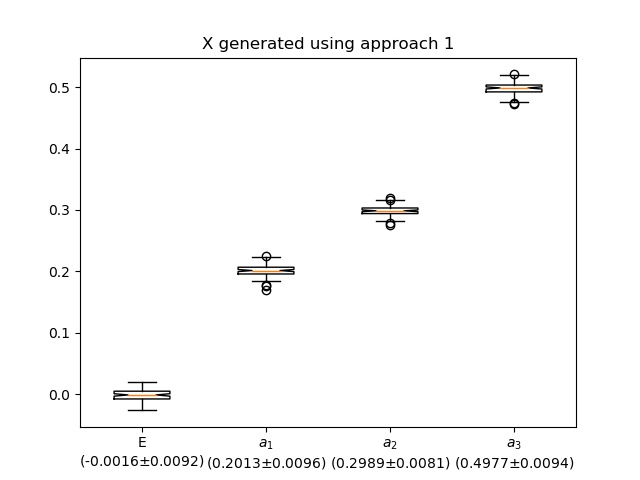 X generated using approach 1
0.5
0.4
0.3
0.2
0.1
0.0
E a₁ a₂ a₃
(-0.0016±0.0092) (0.2013±0.0096) (0.2989±0.0081) (0.4977±0.0094)